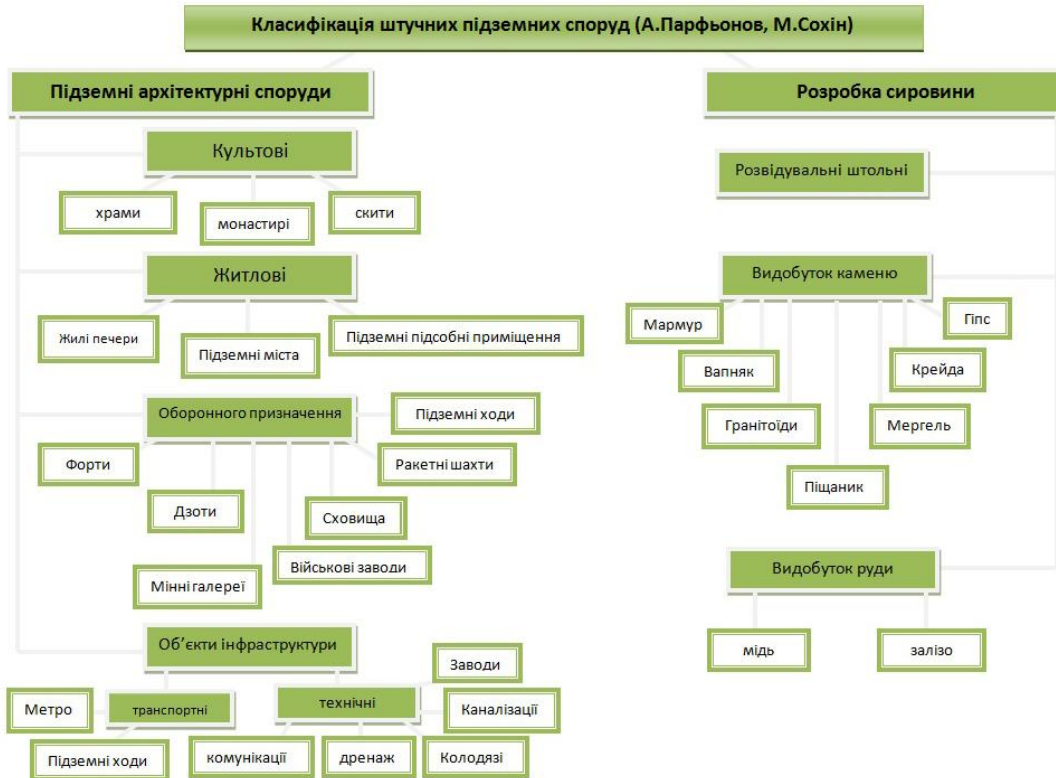 Класифікація штучних підземних споруд (А.Парфьонов, М.Сохін)
Підземні архітектурні споруди
Культові
храми
монастирі
скити
Житлові
Жилі печери
Підземні міста
Підземні підсобні приміщення
Оборонного призначення
Підземні ходи
Форти
Ракетні шахти
Дзоти
Сховища
Військові заводи
Мінні галереї
Об’єкти інфраструктури
транспортні
Метро
Підземні ходи
технічні
Заводи
Каналізації
комунікації
дренаж
Колодязі
Розробка сировини
Розвідувальні штольні
Видобуток каменю
Мармур
Гіпс
Вапняк
Крейда
Гранітоїди
Мергель
Піщаник
Видобуток руди
мідь
залізо